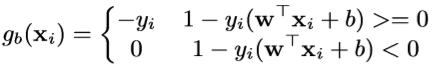 g_b(𝐱_i) = { −y_i   1 − y_i(𝐰^⊤𝐱_i + b) >= 0
0   1 − y_i(𝐰^⊤𝐱_i + b) < 0